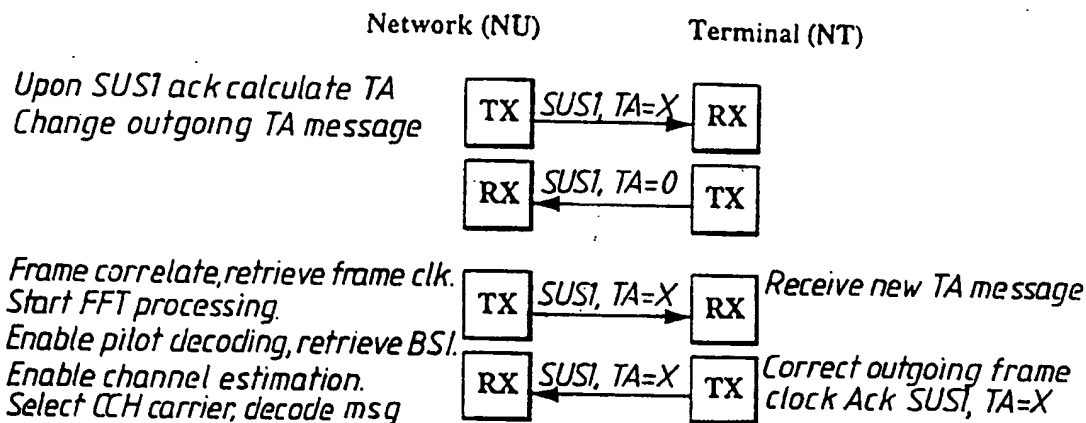 Network (NU) Terminal (NT)
Upon SUS1 ack calculate TA
Change outgoing TA message
TX SUS1, TA=X RX
RX SUS1, TA=0 TX
Frame correlate, retrieve frame clk.
Start FFT processing.
Enable pilot decoding, retrieve BSI.
Enable channel estimation.
Select CCH carrier, decode msg
TX SUS1, TA=X RX
Receive new TA message
RX SUS1, TA=X TX
Correct outgoing frame
clock Ack SUS1, TA=X